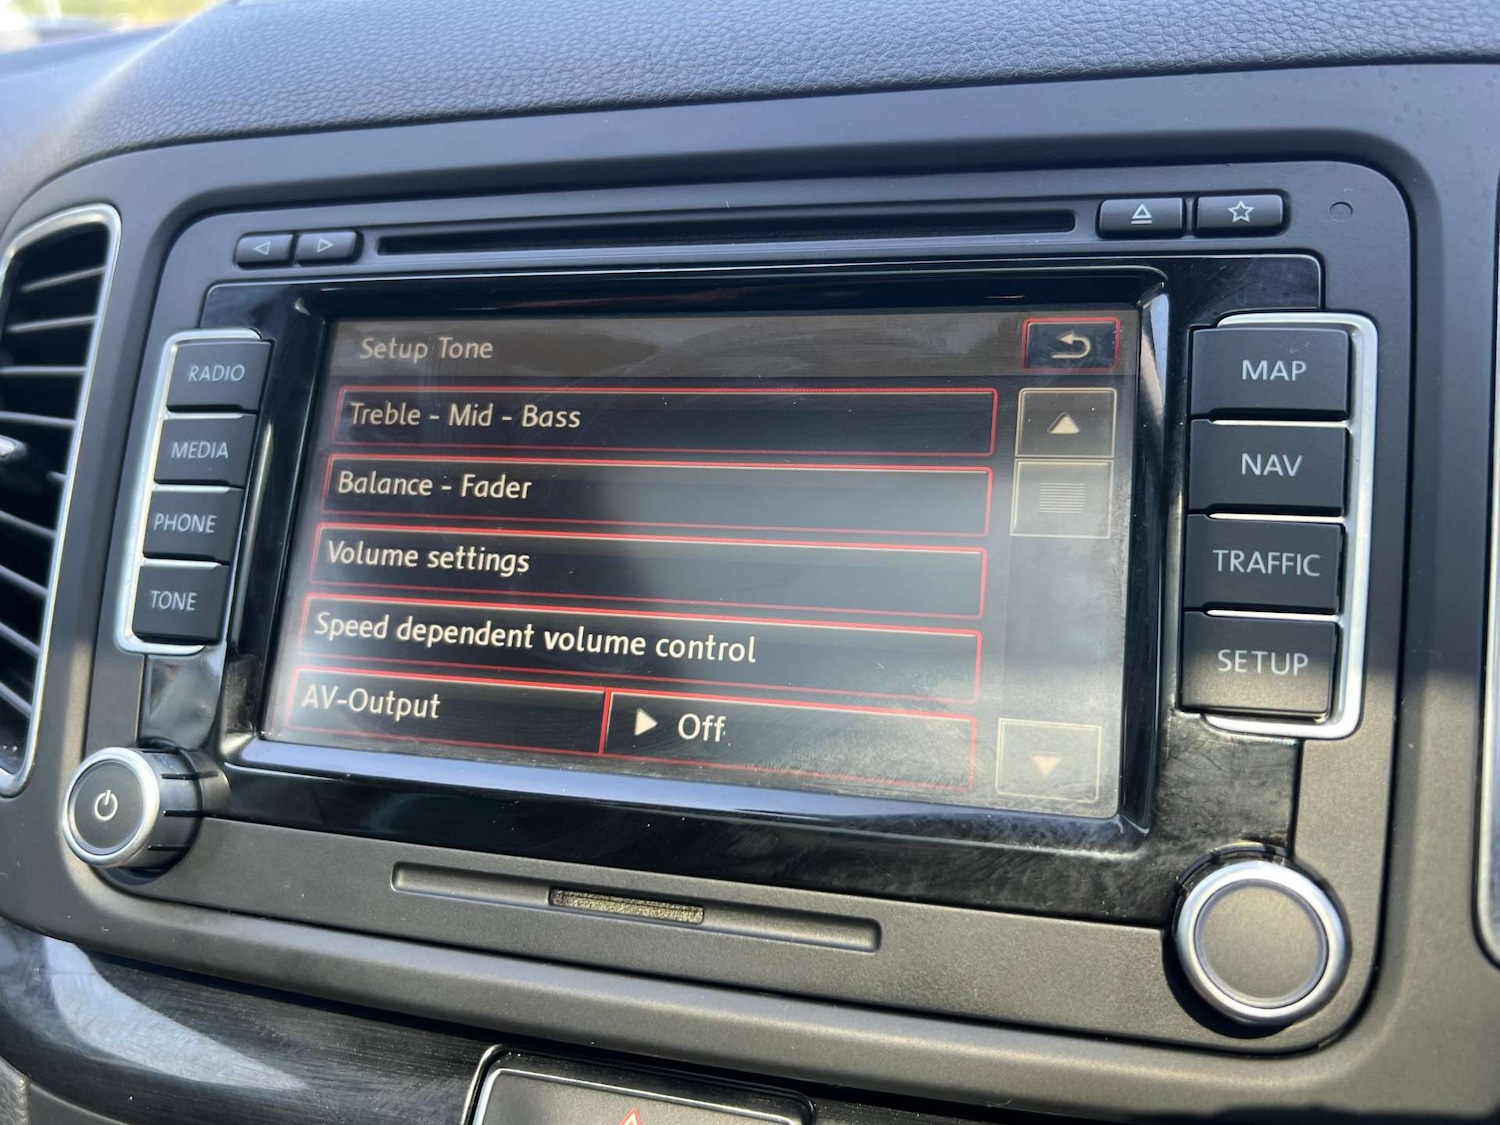 Setup Tone
Treble - Mid - Bass
Balance - Fader
Volume settings
Speed dependent volume control
AV-Output
Off
RADIO
MEDIA
PHONE
TONE
MAP
NAV
TRAFFIC
SETUP